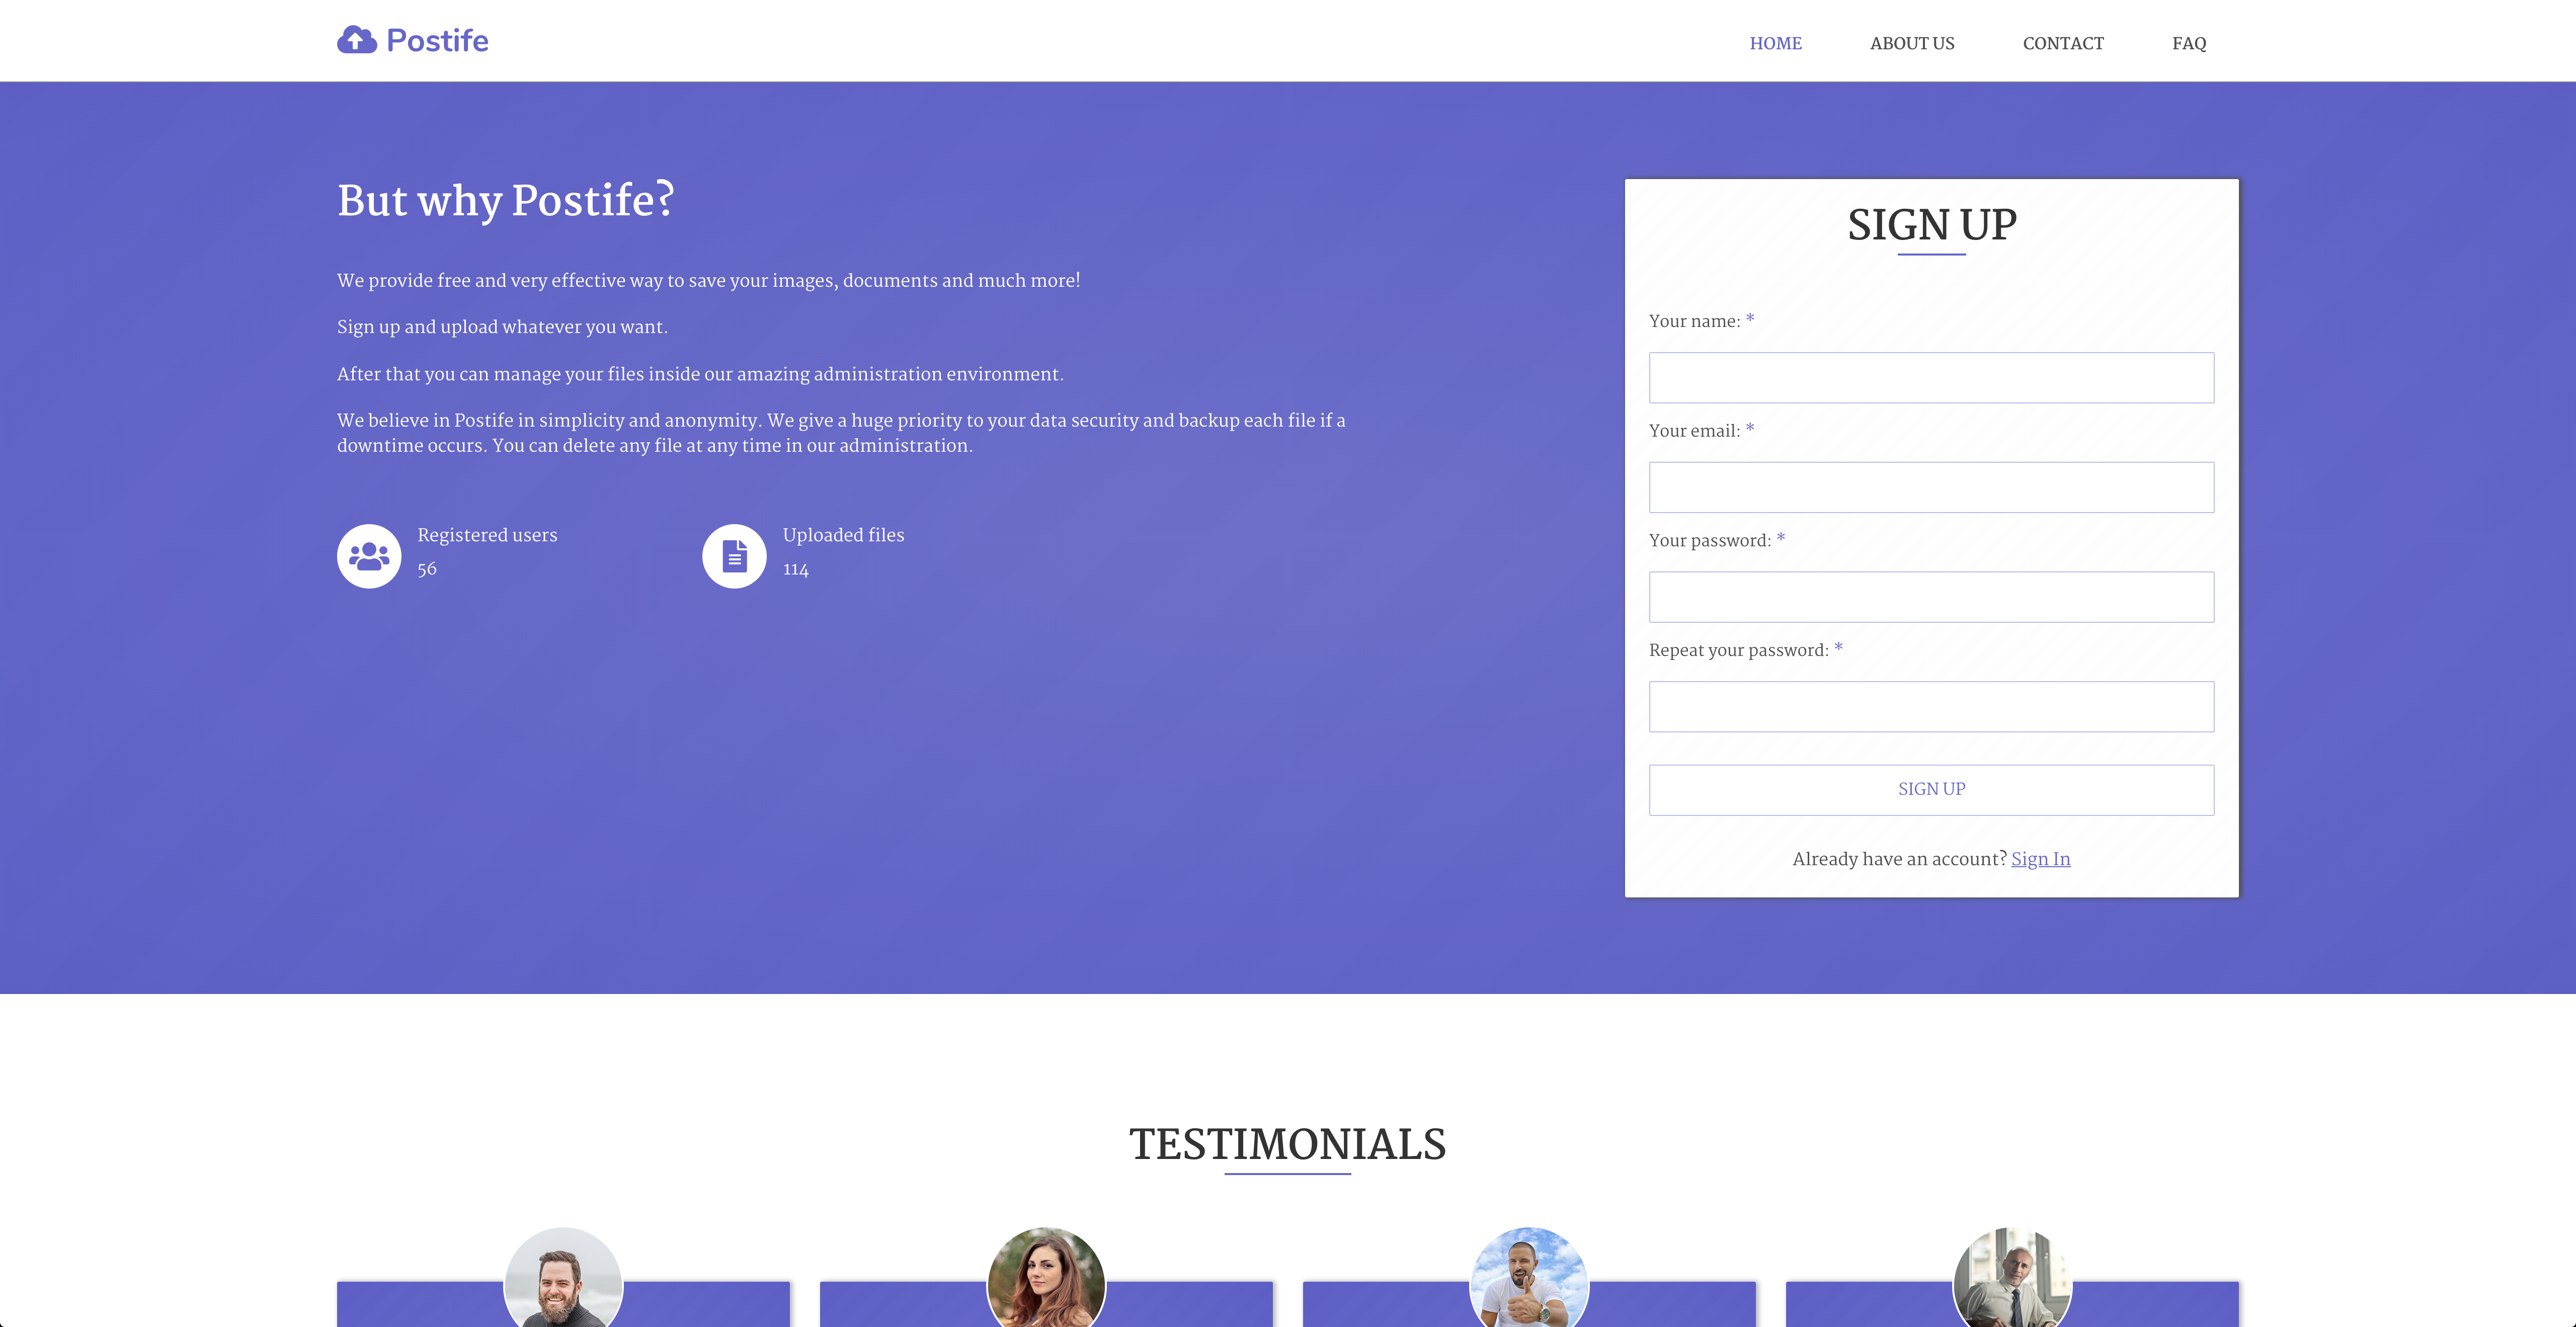 Postife
HOME
ABOUT US
CONTACT
FAQ
But why Postife?
We provide free and very effective way to save your images, documents and much more!
Sign up and upload whatever you want.
After that you can manage your files inside our amazing administration environment.
We believe in Postife in simplicity and anonymity. We give a huge priority to your data security and backup each file if a
downtime occurs. You can delete any file at any time in our administration.
Registered users
56
Uploaded files
114
SIGN UP
Your name: *
Your email: *
Your password: *
Repeat your password: *
SIGN UP
Already have an account? Sign In
TESTIMONIALS